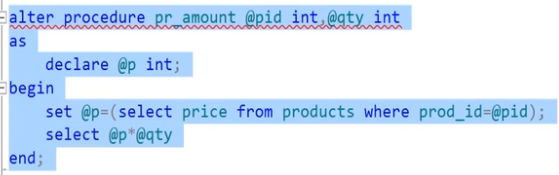 alter procedure pr_amount @pid int,@qty int
as
declare @p int;
begin
set @p=(select price from products where prod_id=@pid);
select @p*@qty
end;